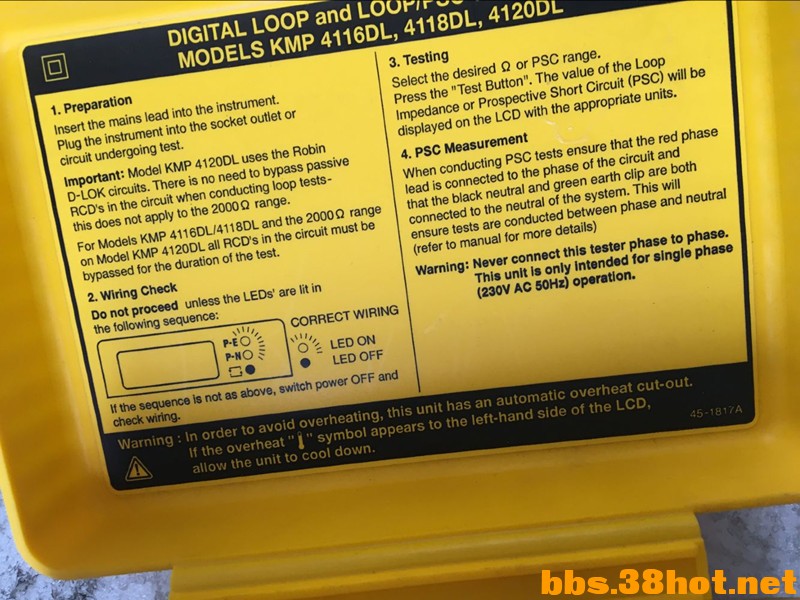 DIGITAL LOOP and LOOP/PSC
MODELS KMP 4116DL, 4118DL, 4120DL
1. Preparation
Insert the mains lead into the instrument.
Plug the instrument into the socket outlet or
circuit undergoing test.
Important: Model KMP 4120DL uses the Robin
D-LOK circuits. There is no need to bypass passive
RCD's in the circuit when conducting loop tests-
this does not apply to the 2000Ω range.
For Models KMP 4116DL/4118DL and the 2000Ω range
on Model KMP 4120DL all RCD's in the circuit must be
bypassed for the duration of the test.
2. Wiring Check
Do not proceed unless the LEDs' are lit in
the following sequence:
CORRECT WIRING
P-E
P-N
LED ON
LED OFF
If the sequence is not as above, switch power OFF and
check wiring.
3. Testing
Select the desired Ω or PSC range.
Press the "Test Button". The value of the Loop
Impedance or Prospective Short Circuit (PSC) will be
displayed on the LCD with the appropriate units.
4. PSC Measurement
When conducting PSC tests ensure that the red phase
lead is connected to the phase of the circuit and
that the black neutral and green earth clip are both
connected to the neutral of the system. This will
ensure tests are conducted between phase and neutral
(refer to manual for more details)
Warning: Never connect this tester phase to phase.
This unit is only intended for single phase
(230V AC 50Hz) operation.
Warning : In order to avoid overheating, this unit has an automatic overheat cut-out.
If the overheat " " symbol appears to the left-hand side of the LCD,
allow the unit to cool down.
45-1817A
bbs.38hot.net